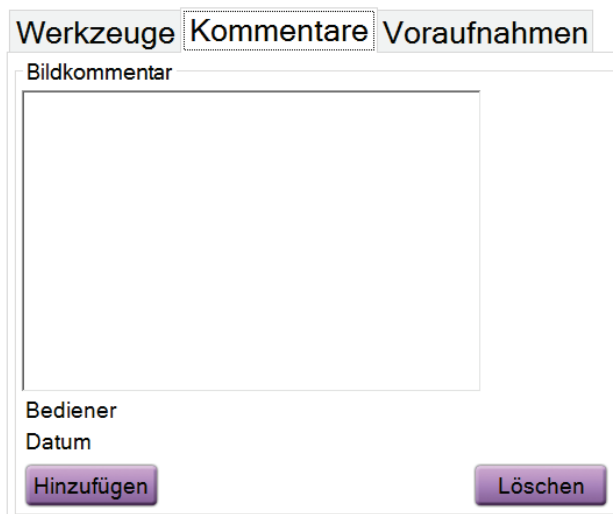 Werkzeuge Kommentare Voraufnahmen
Bildkommentar
Bediener
Datum
Hinzufügen Löschen